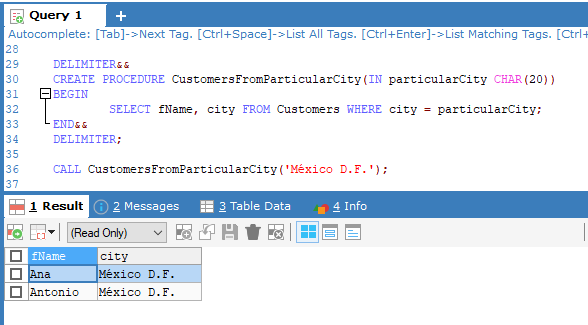 Query 1 +
Autocomplete: [Tab]->Next Tag. [Ctrl+Space]->List All Tags. [Ctrl+Enter]->List Matching Tags. [Ctrl+
28
29 DELIMITER&&
30 CREATE PROCEDURE CustomersFromParticularCity(IN particularCity CHAR(20))
31 BEGIN
32 SELECT fName, city FROM Customers WHERE city = particularCity;
33 END&&
34 DELIMITER;
35
36 CALL CustomersFromParticularCity('México D.F.');
37
1 Result 2 Messages 3 Table Data 4 Info
(Read Only)
fName city
Ana México D.F.
Antonio México D.F.